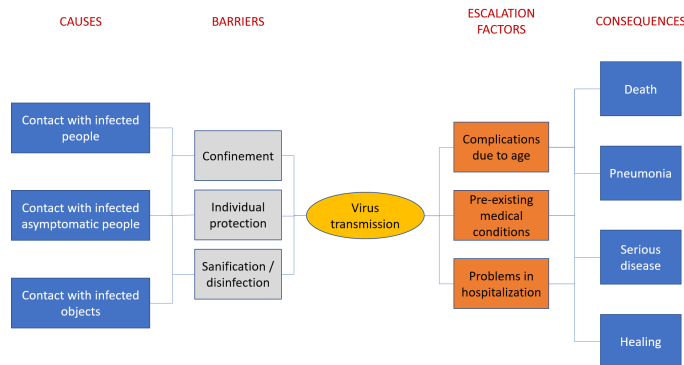 CAUSES
BARRIERS
ESCALATION
FACTORS
CONSEQUENCES
Contact with infected
people
Contact with infected
asymptomatic people
Contact with infected
objects
Confinement
Individual
protection
Sanification /
disinfection
Virus
transmission
Complications
due to age
Pre-existing
medical
conditions
Problems in
hospitalization
Death
Pneumonia
Serious
disease
Healing